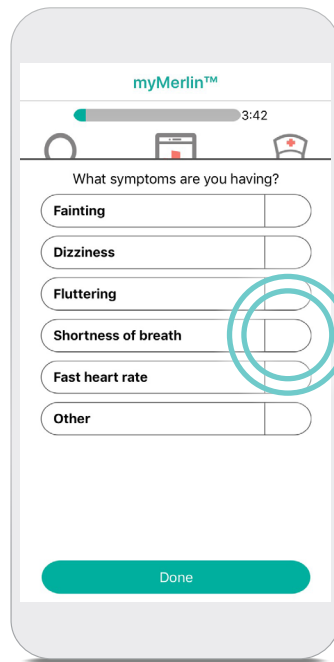 myMerlin™
3:42
What symptoms are you having?
Fainting
Dizziness
Fluttering
Shortness of breath
Fast heart rate
Other
Done